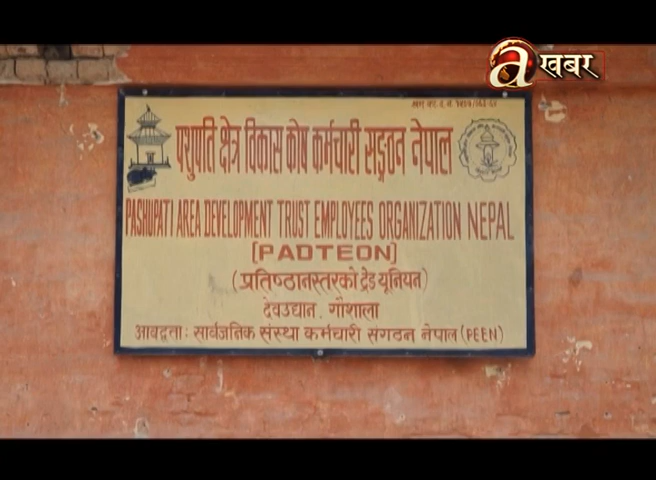 a खबर
पशुपति क्षेत्र विकास कोष कर्मचारी सङ्गठन नेपाल
PASHUPATI AREA DEVELOPMENT TRUST EMPLOYEES ORGANIZATION NEPAL
(PADTEON)
(प्रतिष्ठानस्तरको ट्रेड यूनियन)
देवउद्यान . गौशाला
आवद्धता: सार्वजनिक संस्था कर्मचारी संगठन नेपाल (PEEN)